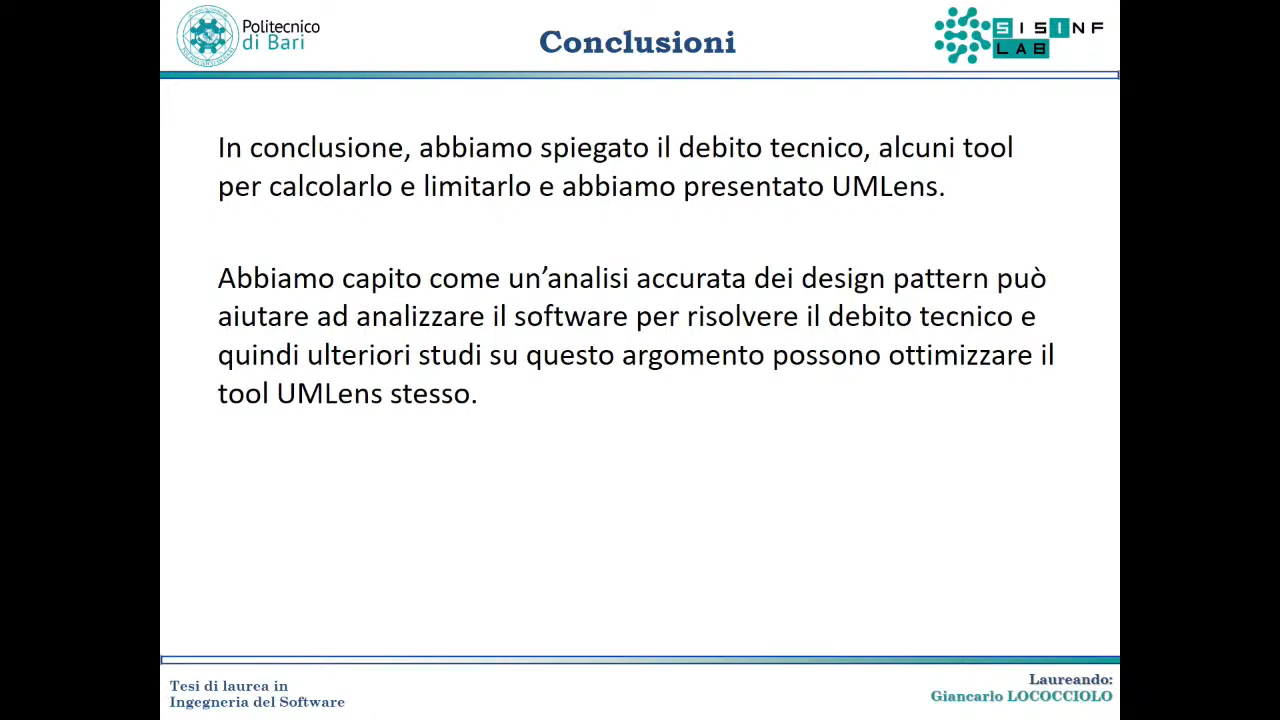 Politecnico
di Bari
Conclusioni
SISINF
LAB
In conclusione, abbiamo spiegato il debito tecnico, alcuni tool
per calcolarlo e limitarlo e abbiamo presentato UMLens.
Abbiamo capito come un’analisi accurata dei design pattern può
aiutare ad analizzare il software per risolvere il debito tecnico e
quindi ulteriori studi su questo argomento possono ottimizzare il
tool UMLens stesso.
Tesi di laurea in
Ingegneria del Software
Laureando:
Giancarlo LOCOCCIOLO